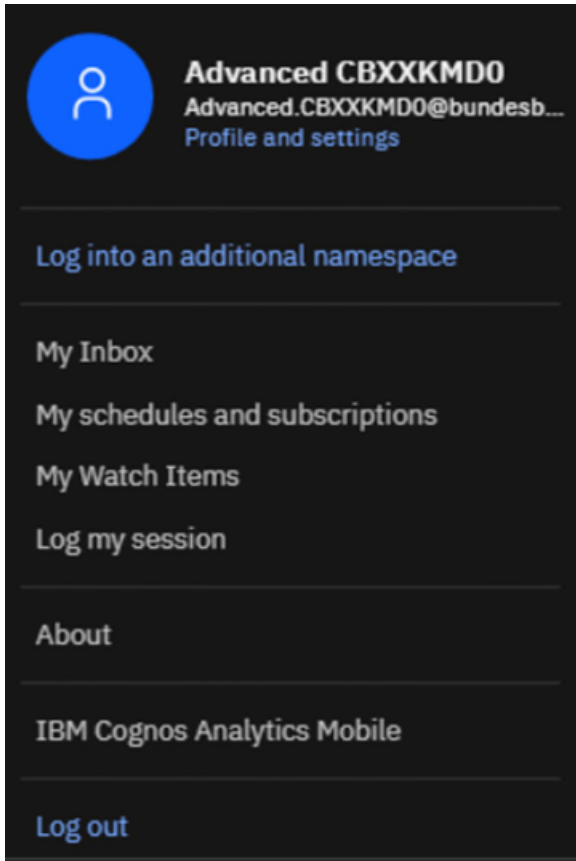 Advanced CBXXKMD0
Advanced.CBXXKMD0@bundesb...
Profile and settings
Log into an additional namespace
My Inbox
My schedules and subscriptions
My Watch Items
Log my session
About
IBM Cognos Analytics Mobile
Log out